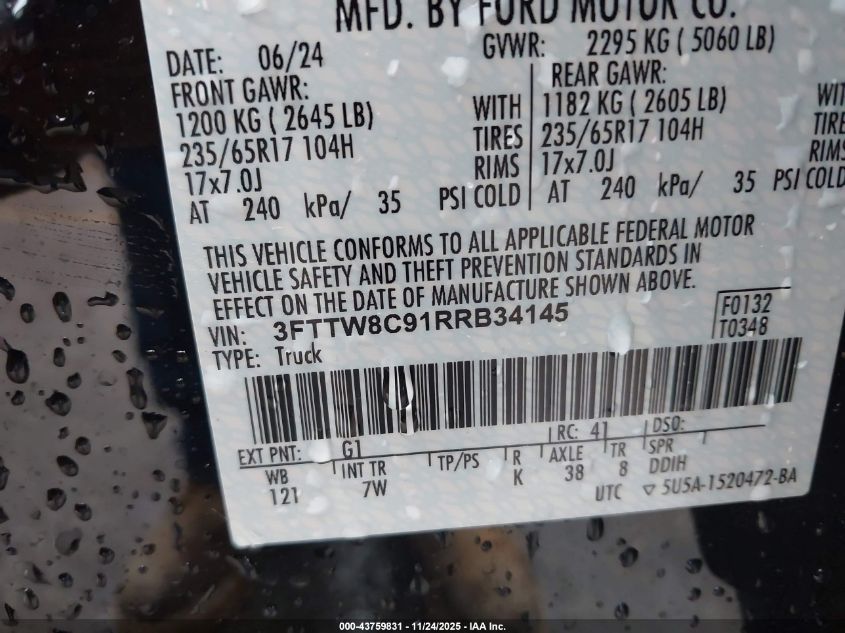 MFD. BY FORD MOTOR CO.
DATE: 06/24 GVWR: 2295 KG ( 5060 LB)
FRONT GAWR: REAR GAWR:
1200 KG ( 2645 LB) WITH 1182 KG ( 2605 LB) WITH
235/65R17 104H TIRES 235/65R17 104H TIRES
17x7.0J RIMS 17x7.0J RIMS
AT 240 kPa/ 35 PSI COLD AT 240 kPa/ 35 PSI COLD
THIS VEHICLE CONFORMS TO ALL APPLICABLE FEDERAL MOTOR
VEHICLE SAFETY AND THEFT PREVENTION STANDARDS IN
EFFECT ON THE DATE OF MANUFACTURE SHOWN ABOVE.
VIN: 3FTTW8C91RRB34145 F0132
TYPE: Truck T0348
EXT PNT: G1 RC: 41 DSO:
WB INT TR TP/PS R AXLE TR SPR
121 7W K 38 8 DDIH
UTC ▽ 5U5A-1520472-BA
000-43759831 - 11/24/2025 - IAA Inc.